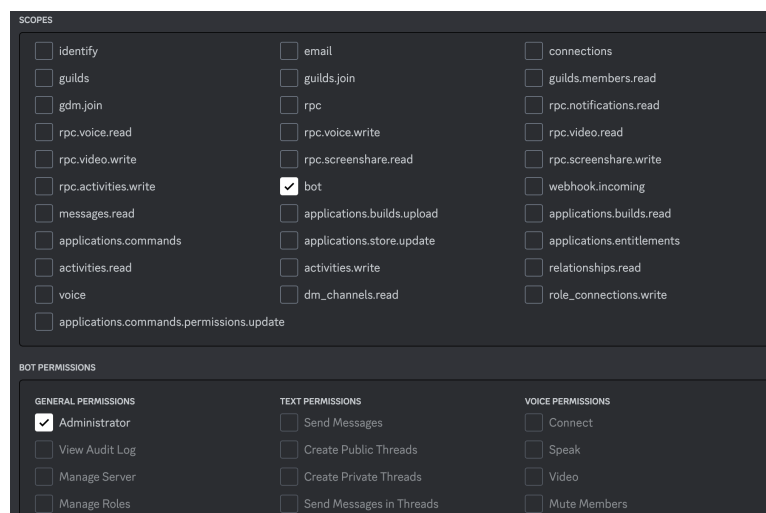 SCOPES
identify email connections
guilds guilds.join guilds.members.read
gdm.join rpc rpc.notifications.read
rpc.voice.read rpc.voice.write rpc.video.read
rpc.video.write rpc.screenshare.read rpc.screenshare.write
rpc.activities.write bot webhook.incoming
messages.read applications.builds.upload applications.builds.read
applications.commands applications.store.update applications.entitlements
activities.read activities.write relationships.read
voice dm_channels.read role_connections.write
applications.commands.permissions.update
BOT PERMISSIONS
GENERAL PERMISSIONS TEXT PERMISSIONS VOICE PERMISSIONS
Administrator Send Messages Connect
View Audit Log Create Public Threads Speak
Manage Server Create Private Threads Video
Manage Roles Send Messages in Threads Mute Members